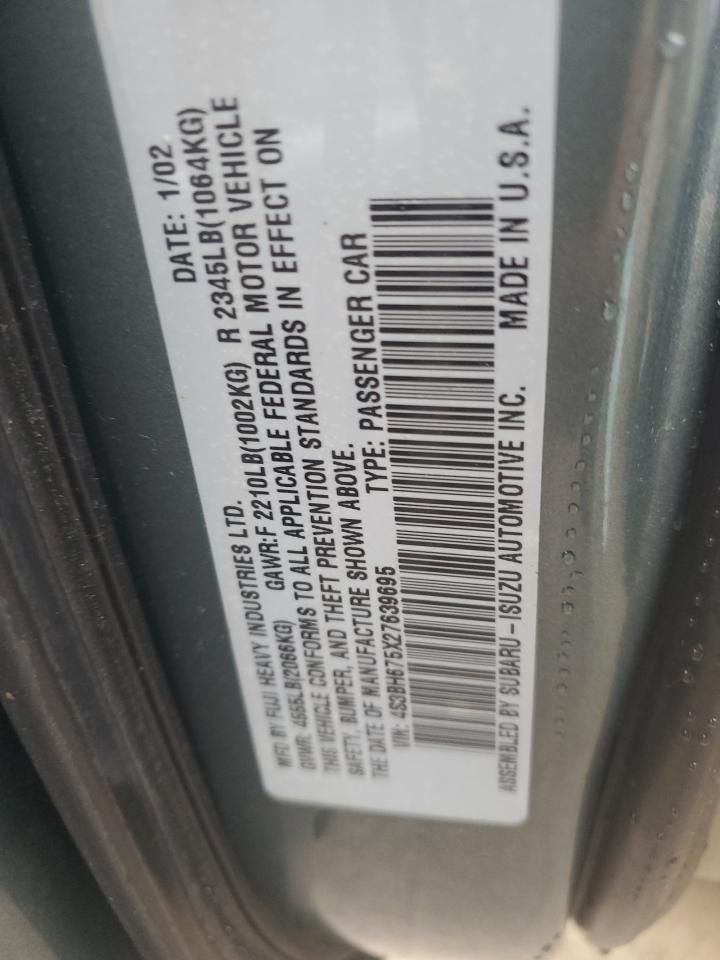 MFD BY FUJI HEAVY INDUSTRIES LTD. DATE: 1/02
GVWR: 4555LB(2066KG) GAWR:F 2210LB(1002KG) R 2345LB(1064KG)
THIS VEHICLE CONFORMS TO ALL APPLICABLE FEDERAL MOTOR VEHICLE
SAFETY, BUMPER, AND THEFT PREVENTION STANDARDS IN EFFECT ON
THE DATE OF MANUFACTURE SHOWN ABOVE.
VIN: 4S3BH675X27639695 TYPE: PASSENGER CAR
ASSEMBLED BY SUBARU-ISUZU AUTOMOTIVE INC. MADE IN U.S.A.